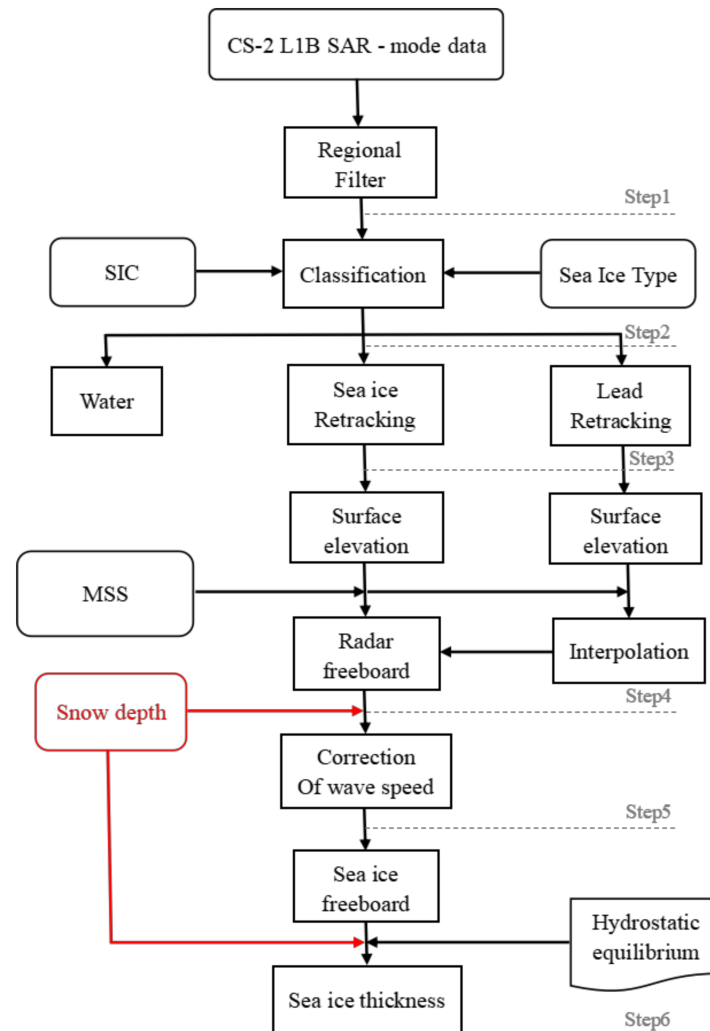 CS-2 L1B SAR - mode data
Regional
Filter
Step1
SIC
Classification
Sea Ice Type
Step2
Water
Sea ice
Retracking
Lead
Retracking
Step3
Surface
elevation
Surface
elevation
MSS
Radar
freeboard
Interpolation
Snow depth
Step4
Correction
Of wave speed
Step5
Sea ice
freeboard
Hydrostatic
equilibrium
Sea ice thickness
Step6